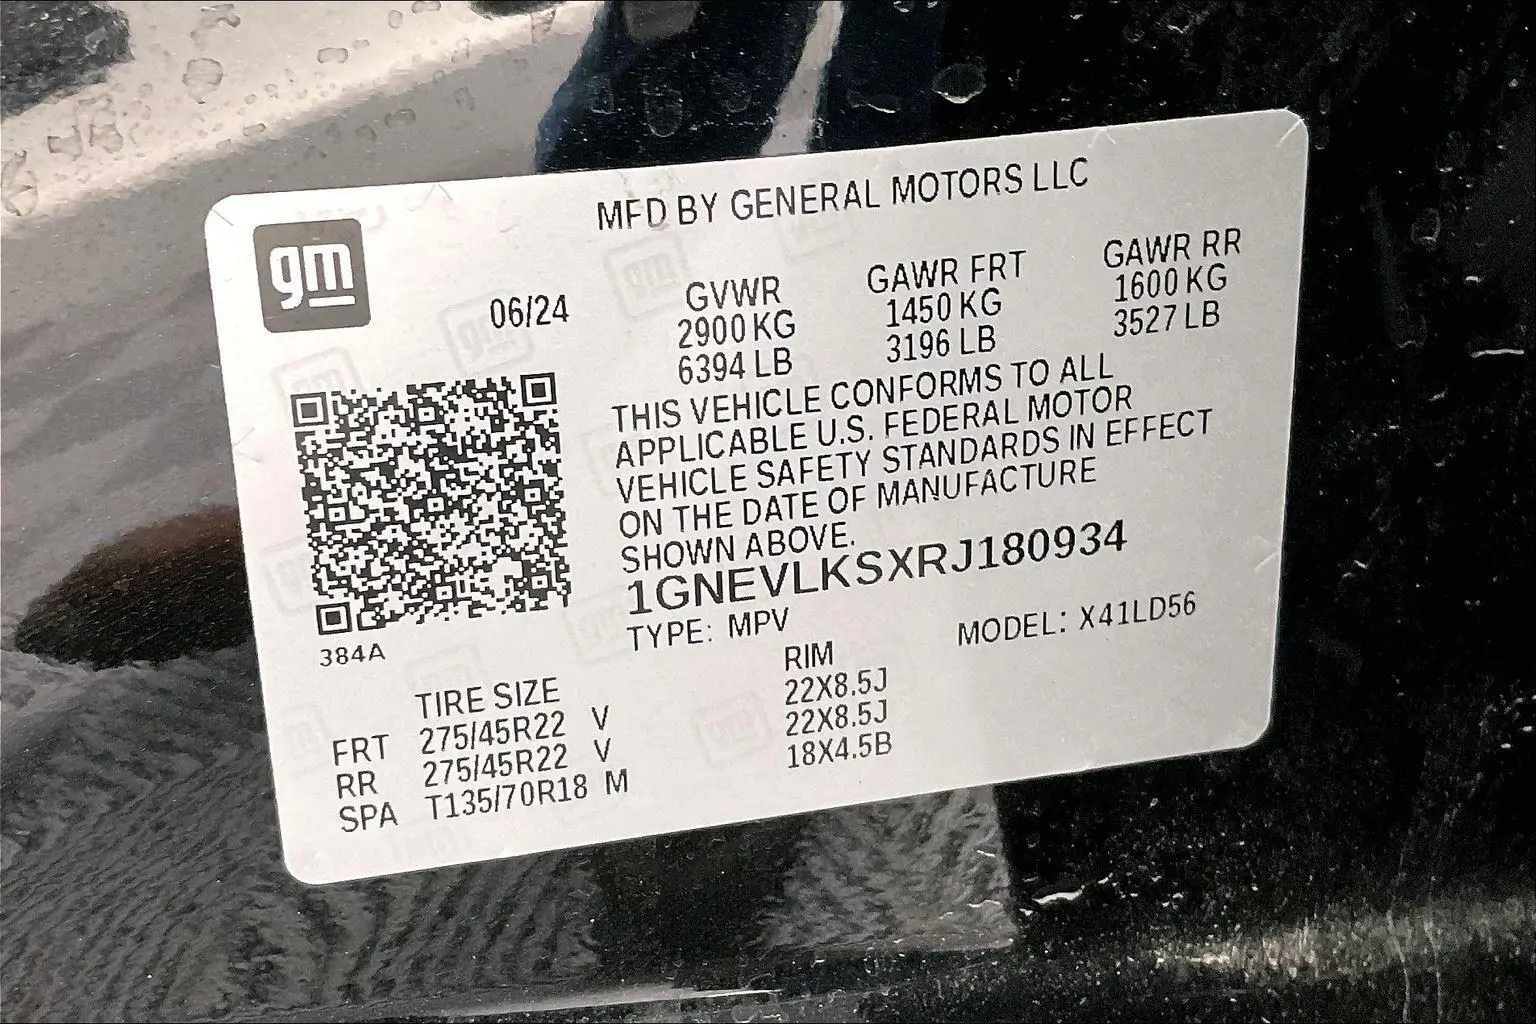 MFD BY GENERAL MOTORS LLC
gm
06/24
GVWR GAWR FRT GAWR RR
2900 KG 1450 KG 1600 KG
6394 LB 3196 LB 3527 LB
THIS VEHICLE CONFORMS TO ALL
APPLICABLE U.S. FEDERAL MOTOR
VEHICLE SAFETY STANDARDS IN EFFECT
ON THE DATE OF MANUFACTURE
SHOWN ABOVE.
1GNEVLKSXRJ180934
TYPE: MPV MODEL: X41LD56
384A
TIRE SIZE RIM
FRT 275/45R22 V 22X8.5J
RR 275/45R22 V 22X8.5J
SPA T135/70R18 M 18X4.5B